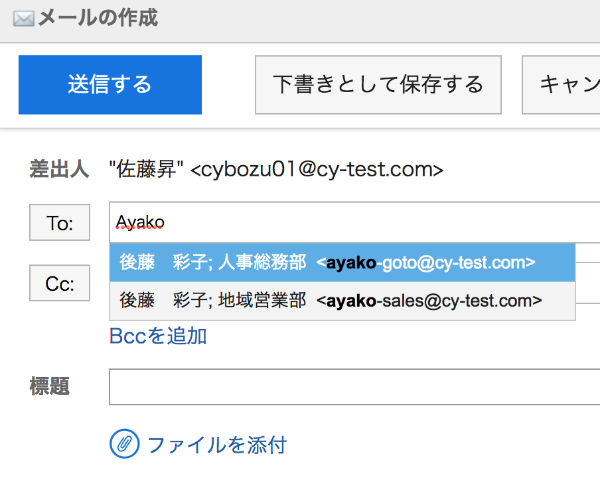 メールの作成
送信する 下書きとして保存する キャン
差出人 "佐藤昇" <cybozu01@cy-test.com>
To: Ayako
後藤　彩子; 人事総務部 <ayako-goto@cy-test.com>
Cc:
後藤　彩子; 地域営業部 <ayako-sales@cy-test.com>
Bccを追加
標題
ファイルを添付